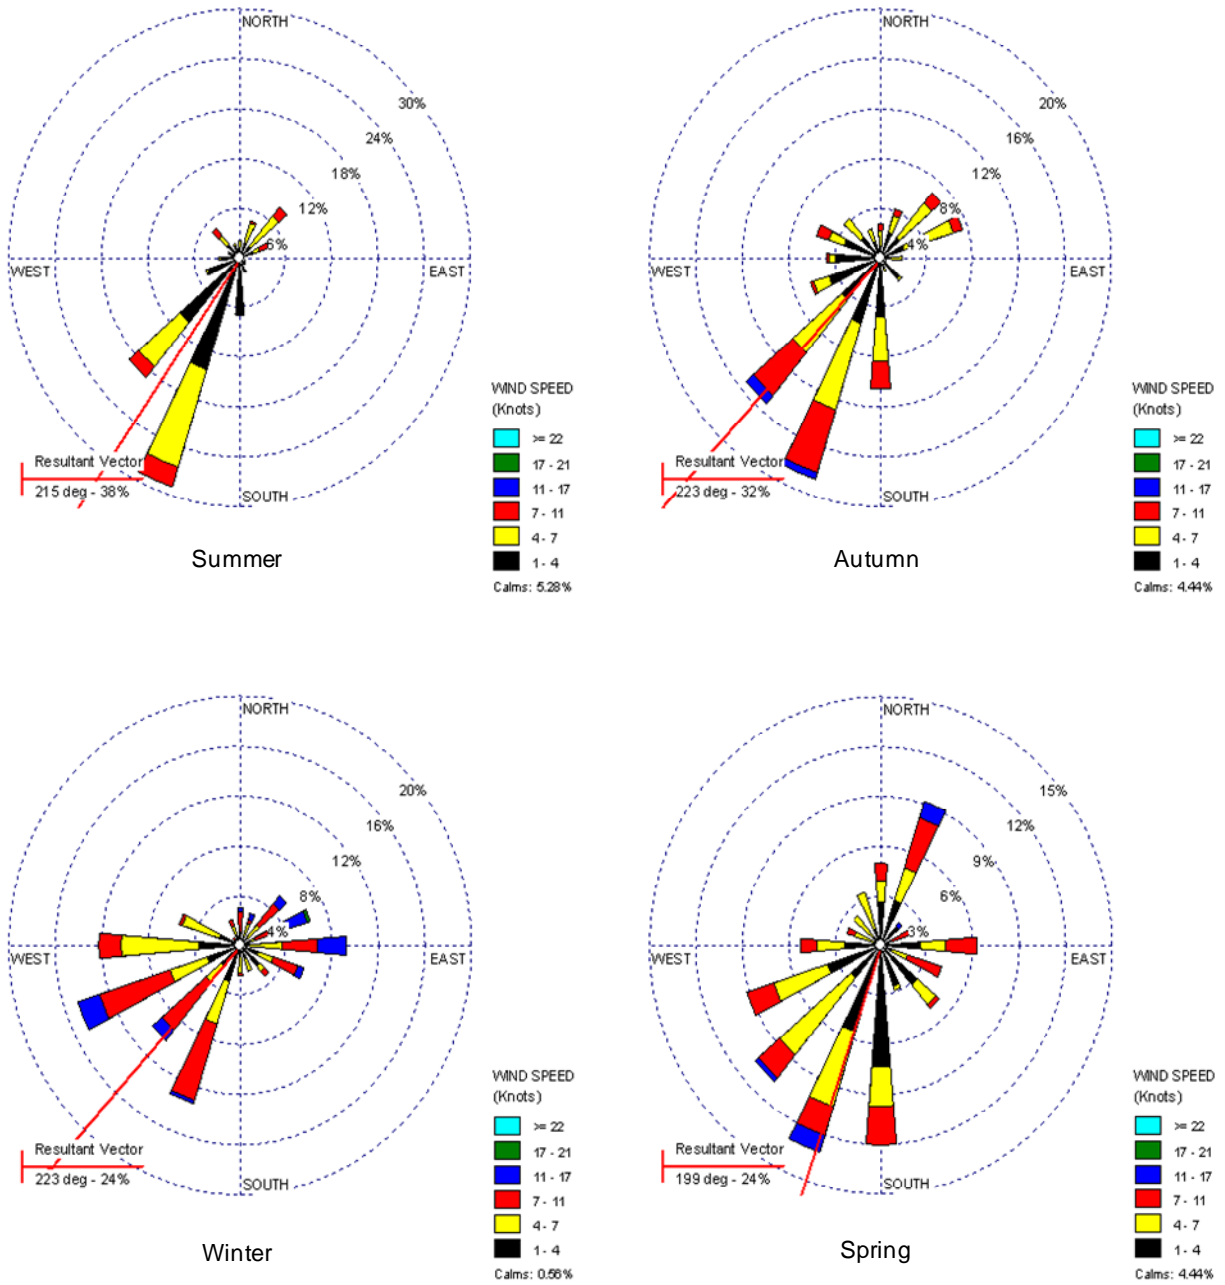 NORTH
30%
24%
18%
12%
6%
WEST
EAST
SOUTH
WIND SPEED
(Knots)
>= 22
17 - 21
11 - 17
7 - 11
4 - 7
1 - 4
Calms: 5.28%
Resultant Vector
215 deg - 38%
Summer
NORTH
20%
16%
12%
8%
4%
WEST
EAST
SOUTH
WIND SPEED
(Knots)
>= 22
17 - 21
11 - 17
7 - 11
4 - 7
1 - 4
Calms: 4.44%
Resultant Vector
223 deg - 32%
Autumn
NORTH
20%
16%
12%
8%
4%
WEST
EAST
SOUTH
WIND SPEED
(Knots)
>= 22
17 - 21
11 - 17
7 - 11
4 - 7
1 - 4
Calms: 0.56%
Resultant Vector
223 deg - 24%
Winter
NORTH
15%
12%
9%
6%
3%
WEST
EAST
SOUTH
WIND SPEED
(Knots)
>= 22
17 - 21
11 - 17
7 - 11
4 - 7
1 - 4
Calms: 4.44%
Resultant Vector
199 deg - 24%
Spring